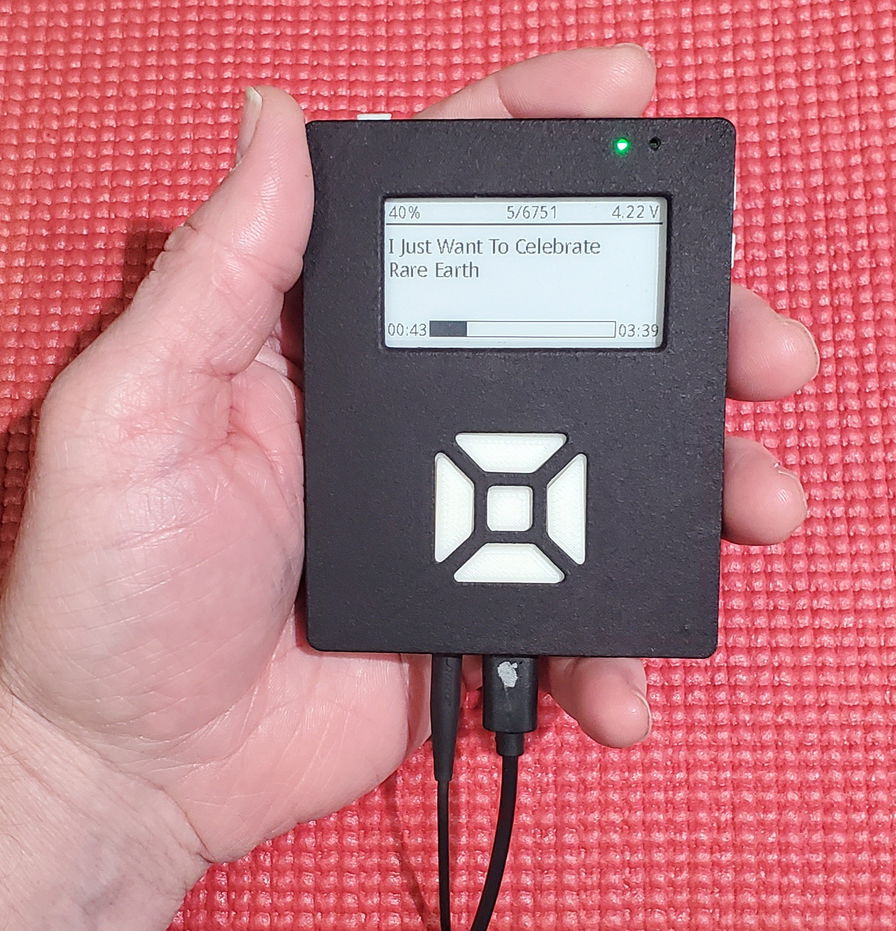 40% 5/6751 4.22 V
I Just Want To Celebrate
Rare Earth
00:43 03:39